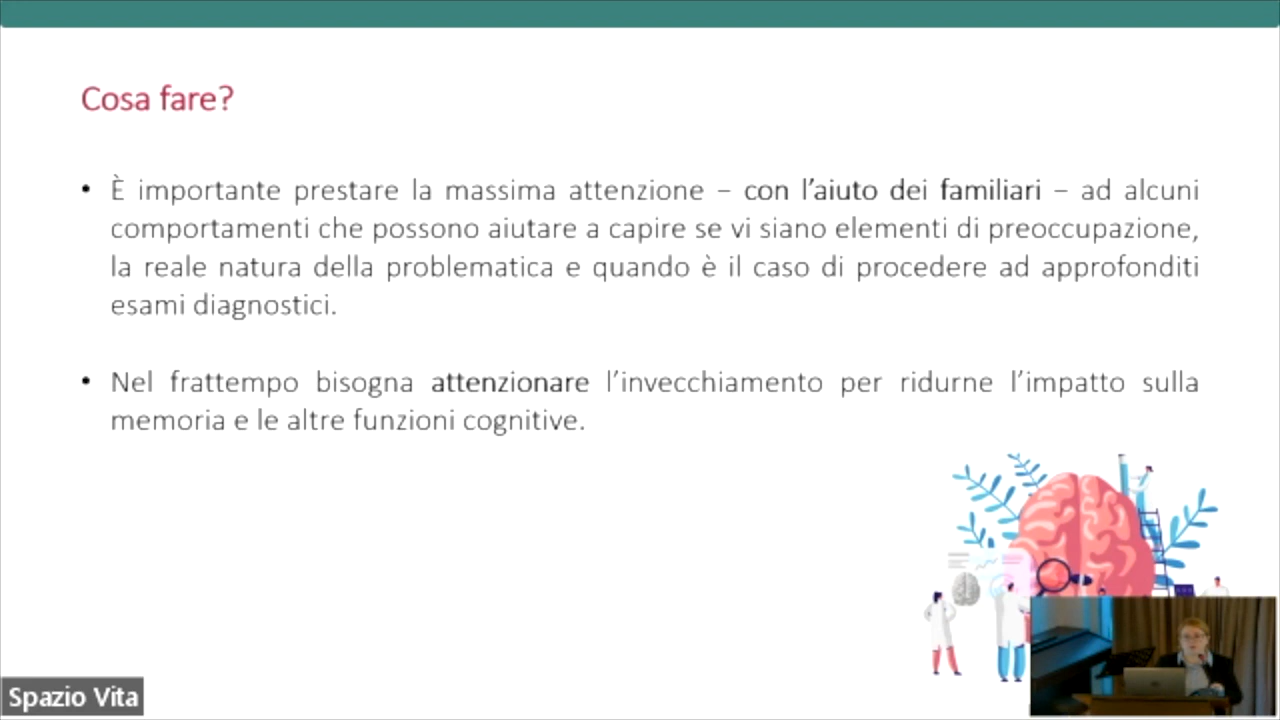 Cosa fare?
• È importante prestare la massima attenzione – con l’aiuto dei familiari – ad alcuni
comportamenti che possono aiutare a capire se vi siano elementi di preoccupazione,
la reale natura della problematica e quando è il caso di procedere ad approfonditi
esami diagnostici.
• Nel frattempo bisogna attenzionare l’invecchiamento per ridurne l’impatto sulla
memoria e le altre funzioni cognitive.
Spazio Vita